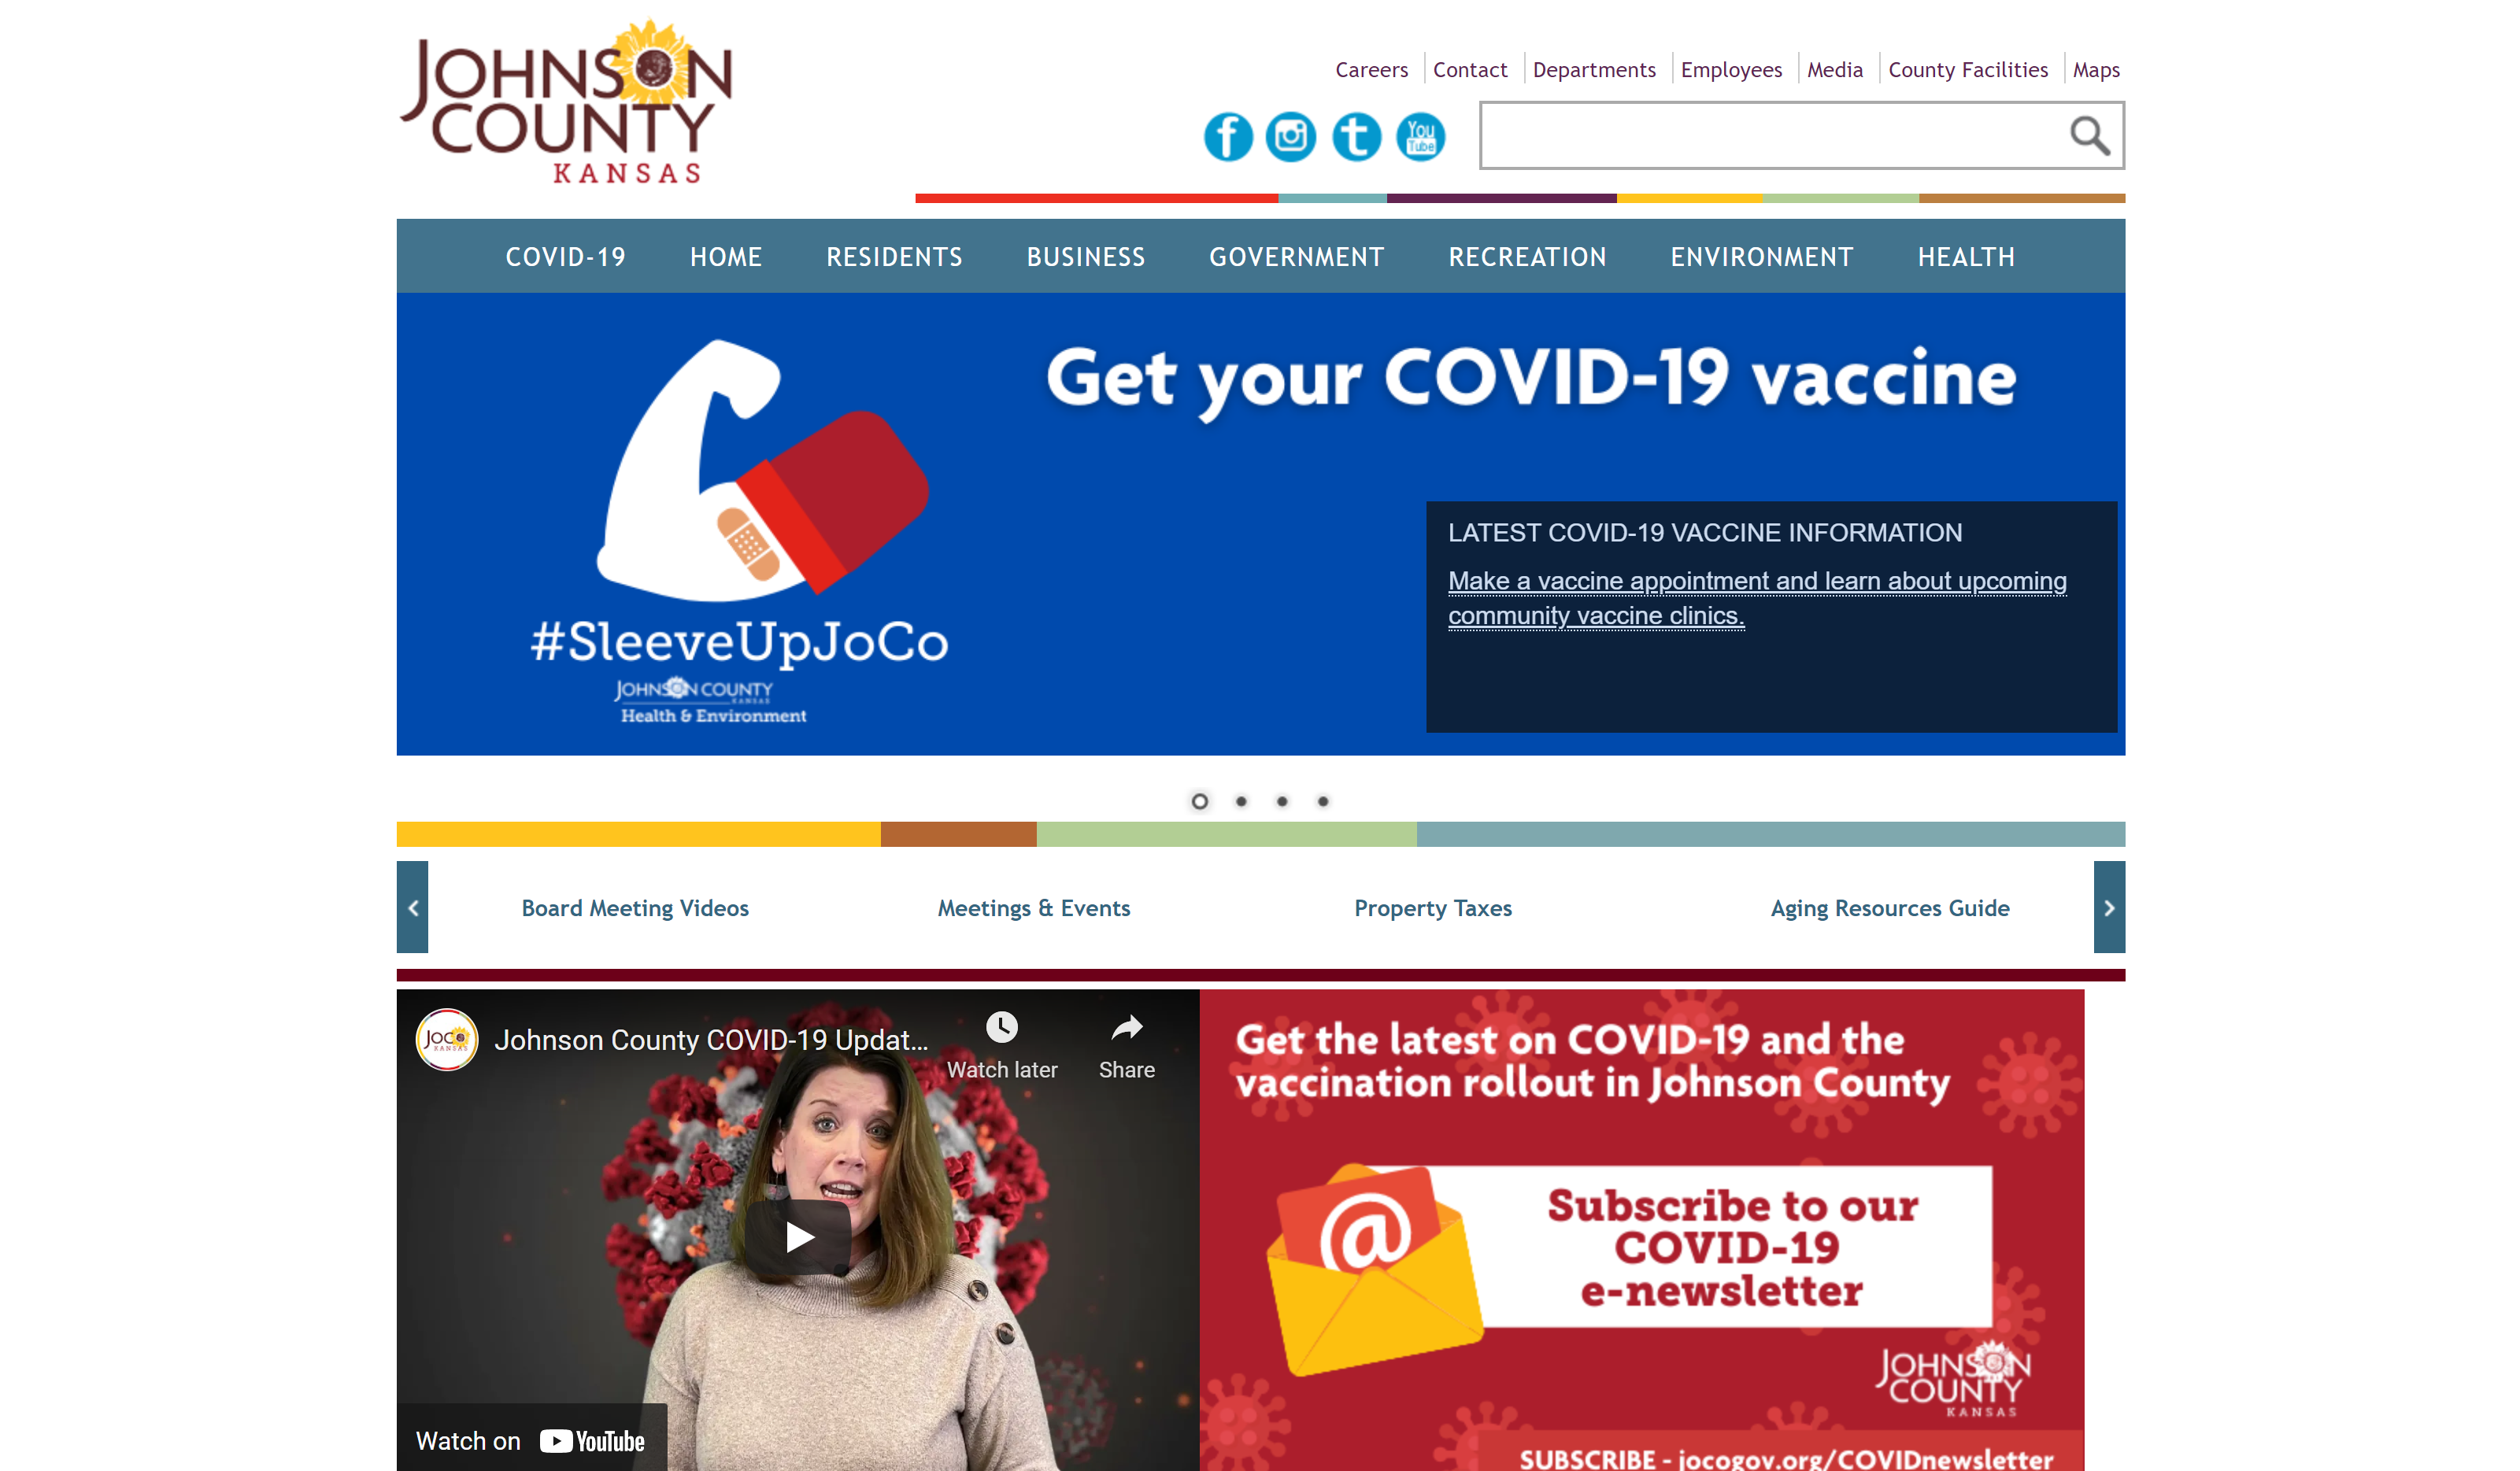 JOHNSON
COUNTY
KANSAS
Careers Contact Departments Employees Media County Facilities Maps
f t You Tube
COVID-19 HOME RESIDENTS BUSINESS GOVERNMENT RECREATION ENVIRONMENT HEALTH
Get your COVID-19 vaccine
#SleeveUpJoCo
JOHNSON COUNTY
KANSAS
Health & Environment
LATEST COVID-19 VACCINE INFORMATION
Make a vaccine appointment and learn about upcoming
community vaccine clinics.
Board Meeting Videos Meetings & Events Property Taxes Aging Resources Guide
JOCO
KANSAS
Johnson County COVID-19 Updat...
Watch later Share
Watch on YouTube
Get the latest on COVID-19 and the
vaccination rollout in Johnson County
@
Subscribe to our
COVID-19
e-newsletter
JOHNSON
COUNTY
KANSAS
SUBSCRIBE - jocogov.org/COVIDnewsletter